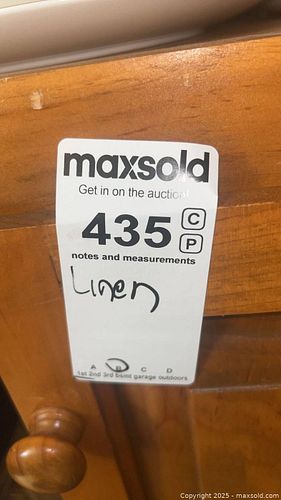 maxsold
Get in on the auction!
435 C
P
notes and measurements
Linen
A B C D
1st 2nd 3rd bsmt garage outdoors
Copyright 2025 - maxsold.com